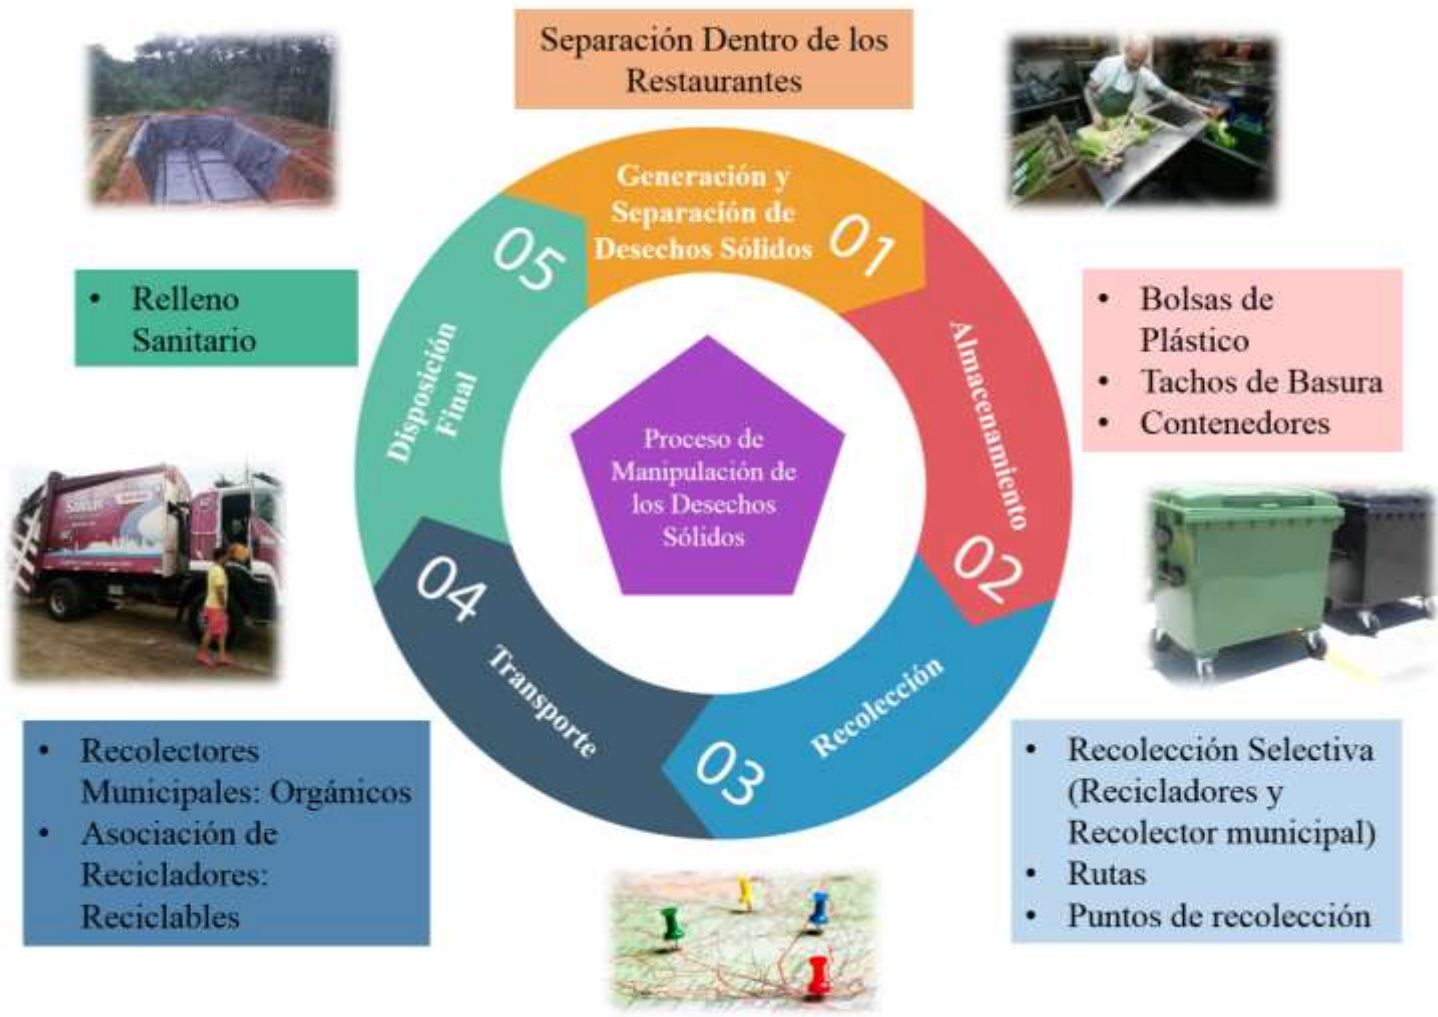 Separación Dentro de los
Restaurantes
Generación y
Separación de
Desechos Sólidos
01
• Bolsas de
Plástico
• Tachos de Basura
• Contenedores
Almacenamiento
02
• Recolección Selectiva
(Recicladores y
Recolector municipal)
• Rutas
• Puntos de recolección
Recolección
03
• Recolectores
Municipales: Orgánicos
• Asociación de
Recicladores:
Reciclables
Transporte
04
• Relleno
Sanitario
Disposición
Final
05
Proceso de
Manipulación de
los Desechos
Sólidos